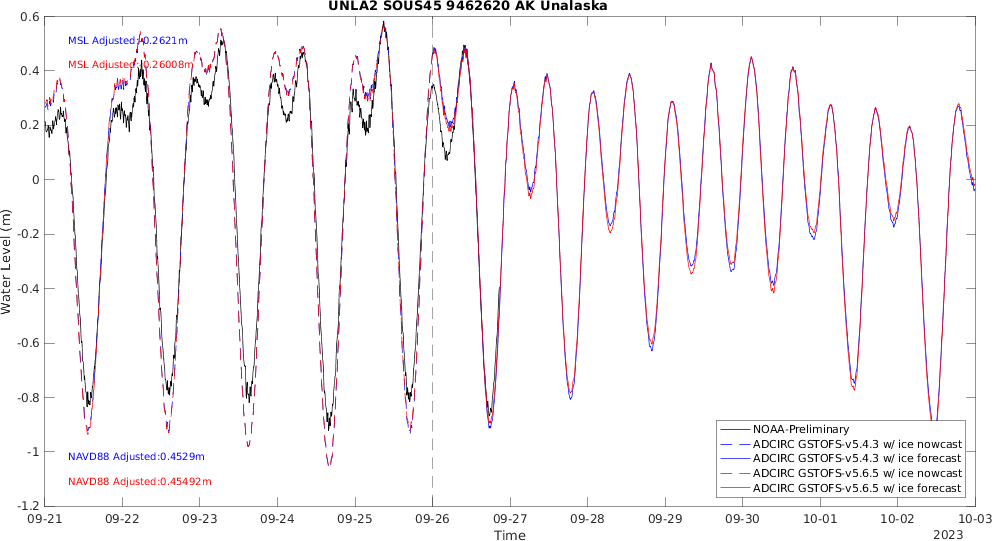 UNLA2 SOUS45 9462620 AK Unalaska
0.6
0.4
0.2
0
-0.2
-0.4
-0.6
-0.8
-1
-1.2
Water Level (m)
MSL Adjusted:-0.2621m
MSL Adjusted:-0.26008m
NAVD88 Adjusted:0.4529m
NAVD88 Adjusted:0.45492m
NOAA-Preliminary
ADCIRC GSTOFS-v5.4.3 w/ ice nowcast
ADCIRC GSTOFS-v5.4.3 w/ ice forecast
ADCIRC GSTOFS-v5.6.5 w/ ice nowcast
ADCIRC GSTOFS-v5.6.5 w/ ice forecast
09-21 09-22 09-23 09-24 09-25 09-26 09-27 09-28 09-29 09-30 10-01 10-02 10-03
Time
2023